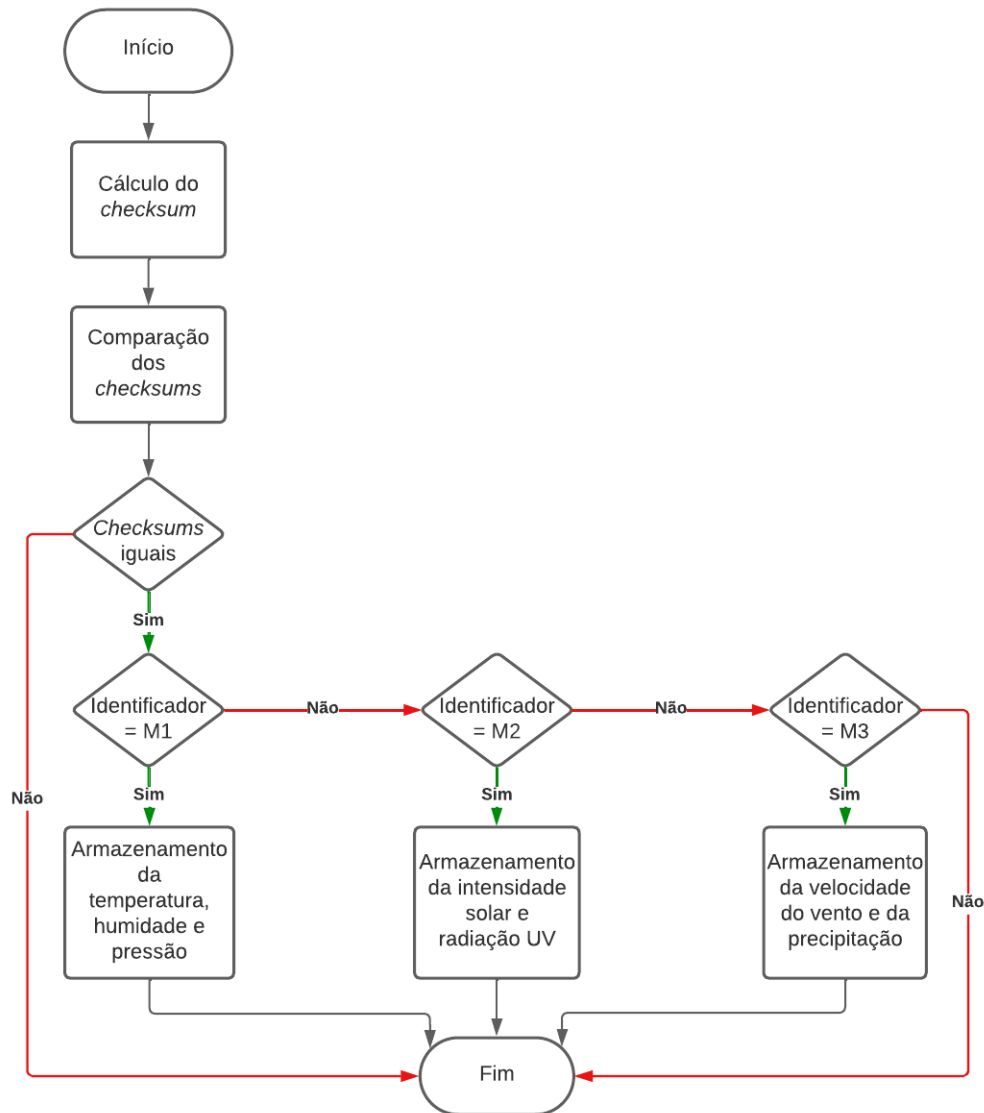 Início
Cálculo do
checksum
Comparação
dos
checksums
Checksums
iguais
Sim
Identificador
= M1
Não
Identificador
= M2
Não
Identificador
= M3
Não
Sim
Sim
Sim
Armazenamento
da
temperatura,
humidade e
pressão
Armazenamento
da intensidade
solar e
radiação UV
Armazenamento
da velocidade
do vento e da
precipitação
Não
Fim